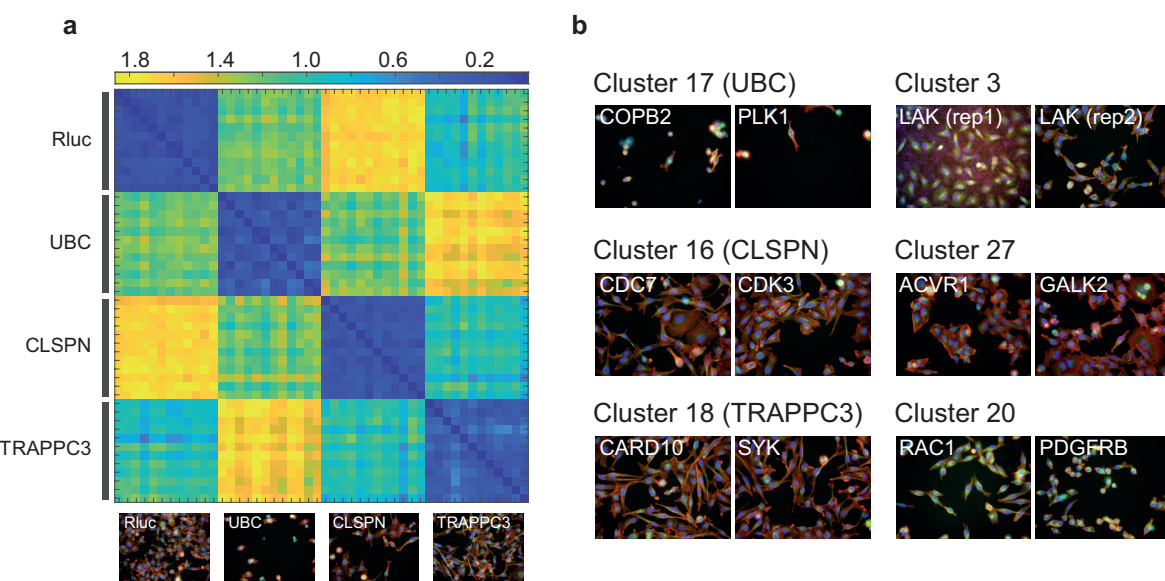 a
1.8 1.4 1.0 0.6 0.2
Rluc
UBC
CLSPN
TRAPPC3
Rluc UBC CLSPN TRAPPC3
b
Cluster 17 (UBC)
COPB2 PLK1
Cluster 3
LAK (rep1) LAK (rep2)
Cluster 16 (CLSPN)
CDC7 CDK3
Cluster 27
ACVR1 GALK2
Cluster 18 (TRAPPC3)
CARD10 SYK
Cluster 20
RAC1 PDGFRB